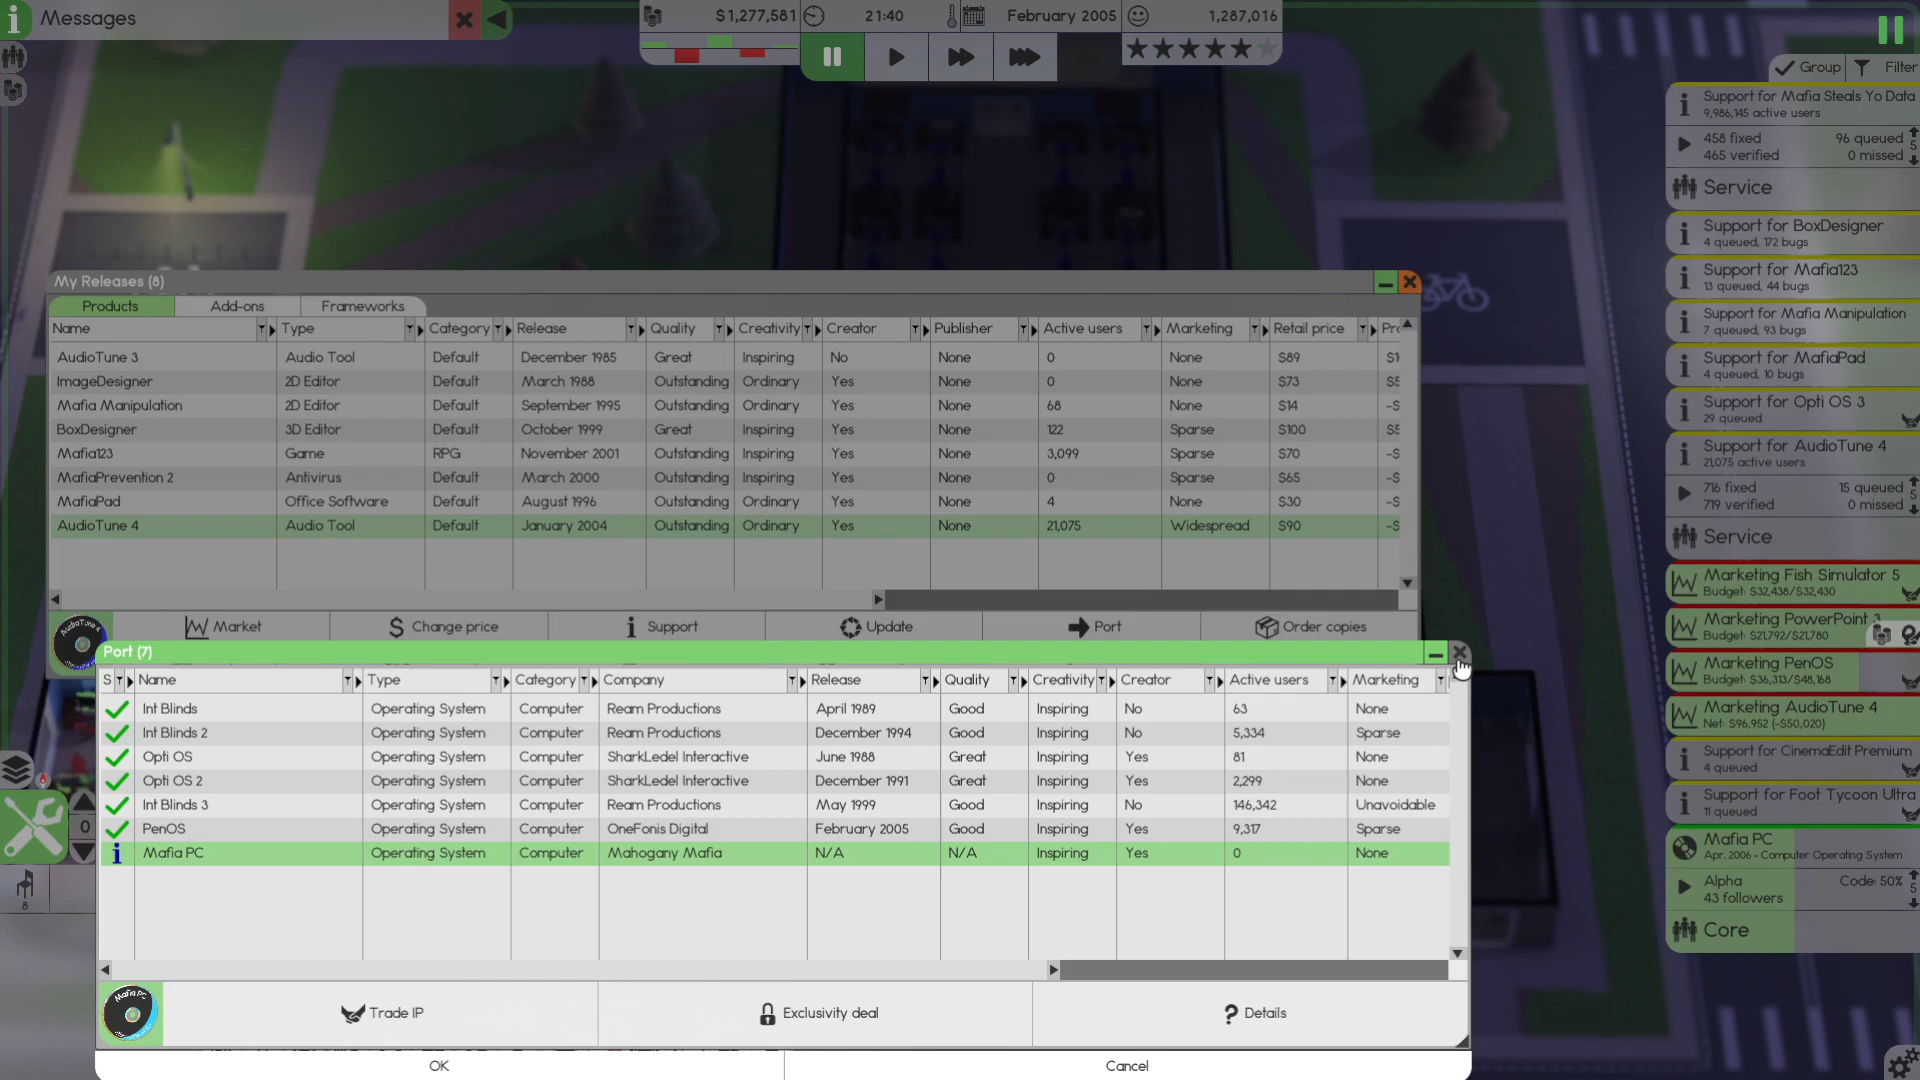 Messages
$1,277,581
21:40
February 2005
1,287,016
Group
Filter
Support for Mafia Steals Yo Data
9,986,145 active users
458 fixed 96 queued
465 verified 0 missed
5
Service
Support for BoxDesigner
4 queued, 172 bugs
Support for Mafia123
13 queued, 44 bugs
Support for Mafia Manipulation
7 queued, 93 bugs
Support for MafiaPad
4 queued, 10 bugs
Support for Opti OS 3
29 queued
Support for AudioTune 4
21,075 active users
716 fixed 15 queued
719 verified 0 missed
5
Service
Marketing Fish Simulator 5
Budget: $32,438/$32,430
Marketing PowerPoint 3
Budget: $21,792/$21,780
Marketing PenOS
Budget: $36,313/$48,168
Marketing AudioTune 4
Net: $96,952 (-$50,020)
Support for CinemaEdit Premium
4 queued
Support for Foot Tycoon Ultra
11 queued
Mafia PC
Apr. 2006 - Computer Operating System
Alpha Code: 50%
43 followers
5
Core
My Releases (8)
Products Add-ons Frameworks
Name Type Category Release Quality Creativity Creator Publisher Active users Marketing Retail price
AudioTune 3 Audio Tool Default December 1985 Great Inspiring No None 0 None $89
ImageDesigner 2D Editor Default March 1988 Outstanding Ordinary Yes None 0 None $73
Mafia Manipulation 2D Editor Default September 1995 Outstanding Ordinary Yes None 68 None $14
BoxDesigner 3D Editor Default October 1999 Great Inspiring Yes None 122 Sparse $100
Mafia123 Game RPG November 2001 Outstanding Inspiring Yes None 3,099 Sparse $70
MafiaPrevention 2 Antivirus Default March 2000 Outstanding Inspiring Yes None 0 Sparse $65
MafiaPad Office Software Default August 1996 Outstanding Ordinary Yes None 4 None $30
AudioTune 4 Audio Tool Default January 2004 Outstanding Ordinary Yes None 21,075 Widespread $90
AudioTune 4
Market Change price Support Update Port Order copies
Port (7)
S Name Type Category Company Release Quality Creativity Creator Active users Marketing
Int Blinds Operating System Computer Ream Productions April 1989 Good Inspiring No 63 None
Int Blinds 2 Operating System Computer Ream Productions December 1994 Good Inspiring No 5,334 Sparse
Opti OS Operating System Computer SharkLedel Interactive June 1988 Great Inspiring Yes 81 None
Opti OS 2 Operating System Computer SharkLedel Interactive December 1991 Great Inspiring Yes 2,299 None
Int Blinds 3 Operating System Computer Ream Productions May 1999 Good Inspiring No 146,342 Unavoidable
PenOS Operating System Computer OneFonis Digital February 2005 Good Inspiring Yes 9,317 Sparse
Mafia PC Operating System Computer Mahogany Mafia N/A N/A Inspiring Yes 0 None
Mafia PC
Trade IP Exclusivity deal Details
OK Cancel
0
8